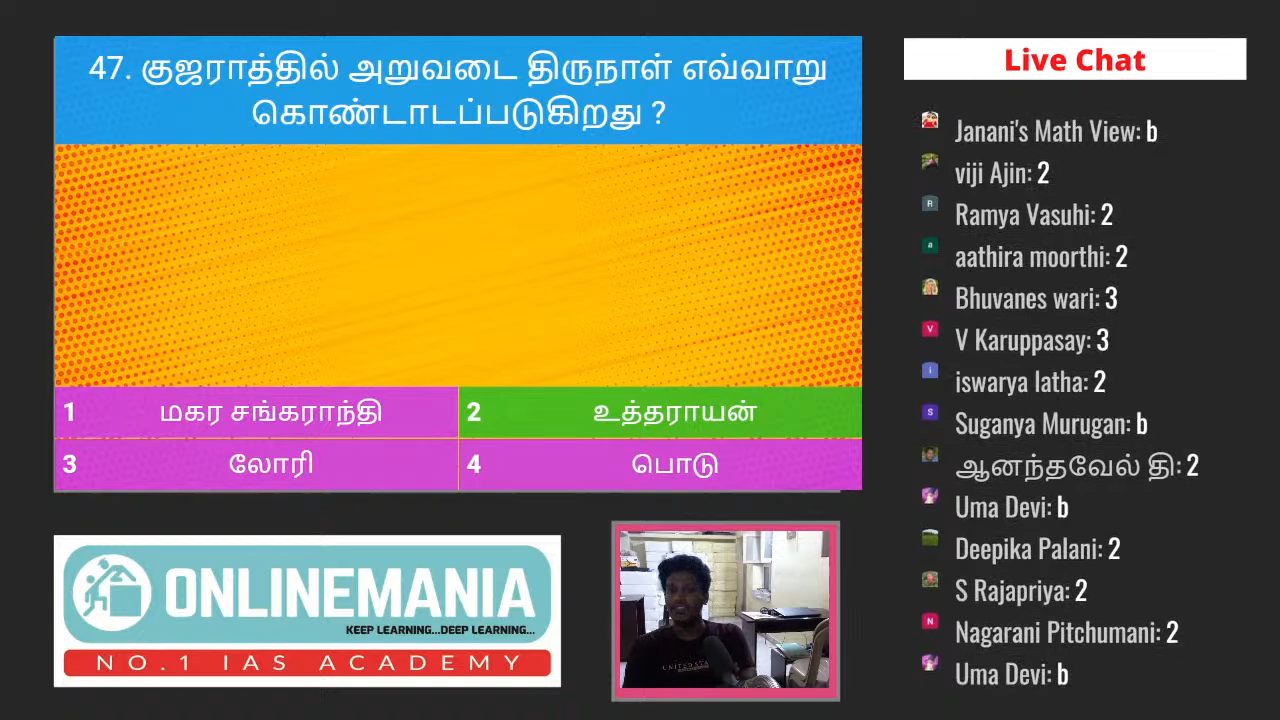 47. குஜராத்தில் அறுவடை திருநாள் எவ்வாறு
கொண்டாடப்படுகிறது ?
1 மகர சங்கராந்தி
2 உத்தராயன்
3 லோரி
4 பொடு
ONLINEMANIA
KEEP LEARNING...DEEP LEARNING...
NO.1 IAS ACADEMY
UNITED STA
Live Chat
Janani's Math View: b
viji Ajin: 2
R Ramya Vasuhi: 2
a aathira moorthi: 2
Bhuvanes wari: 3
V V Karuppasay: 3
i iswarya latha: 2
S Suganya Murugan: b
ஆனந்தவேல் தி: 2
Uma Devi: b
Deepika Palani: 2
S Rajapriya: 2
N Nagarani Pitchumani: 2
Uma Devi: b